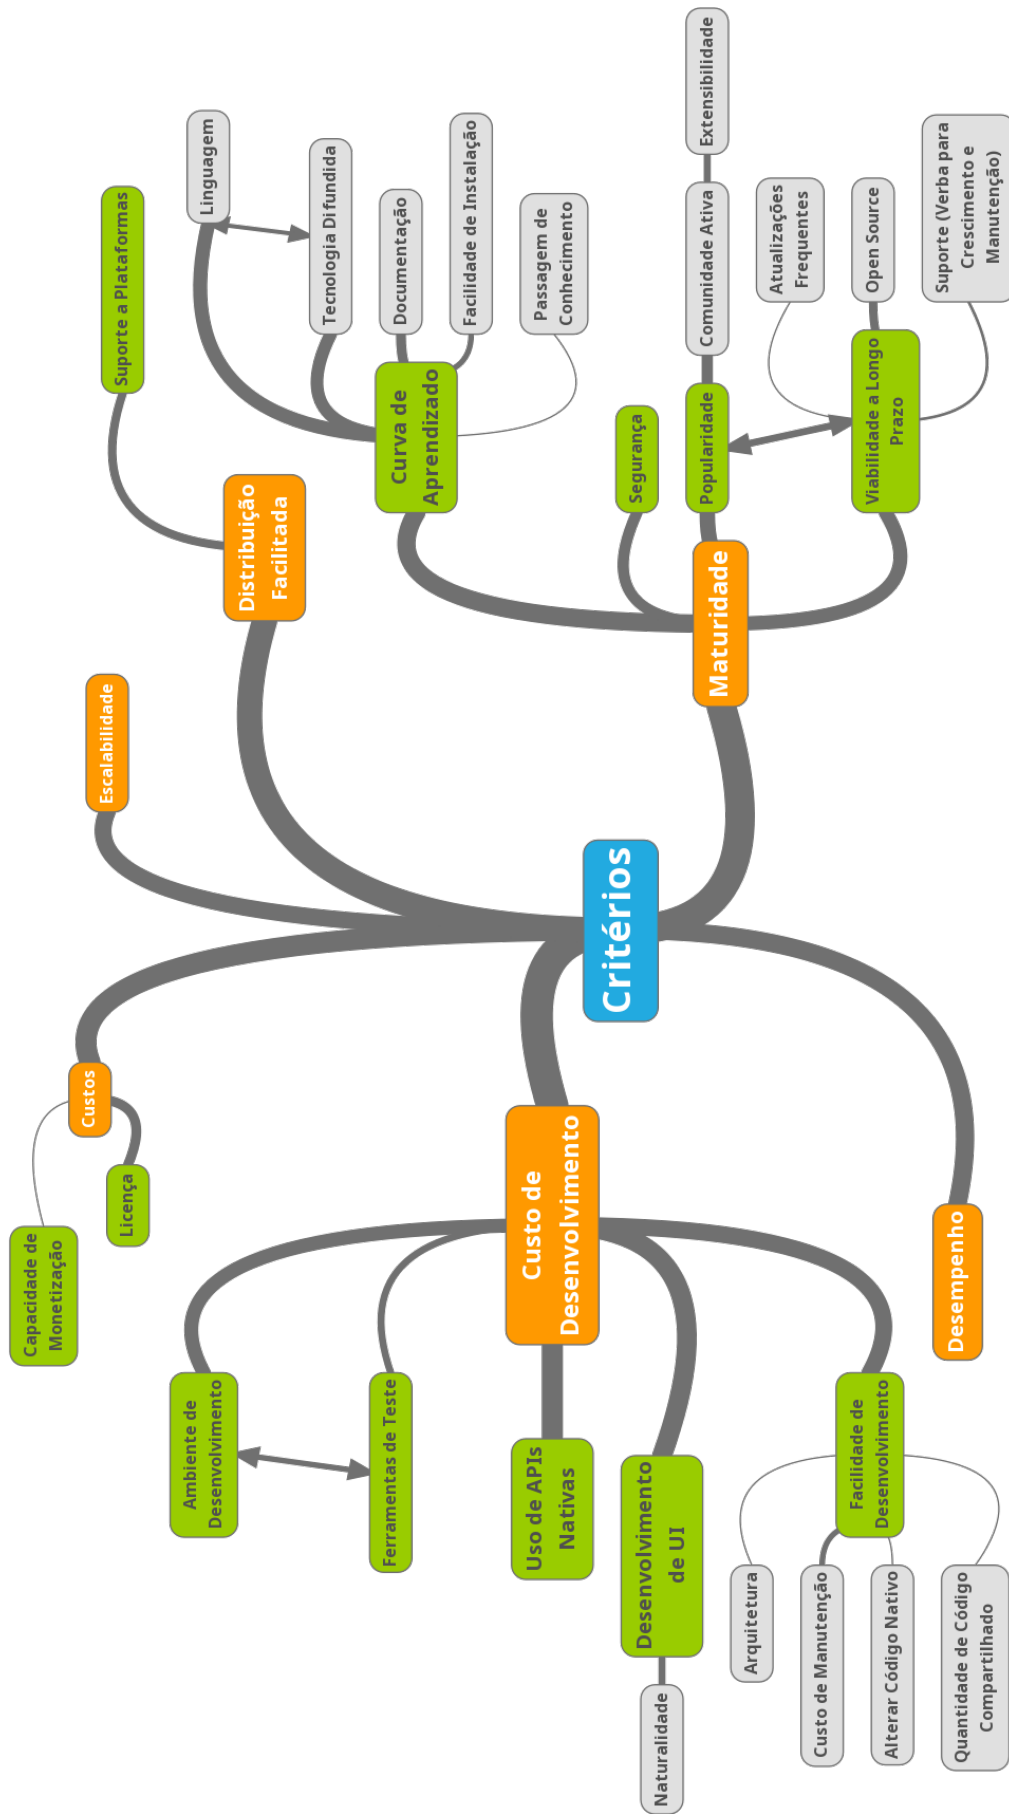 Critérios
Custos
Capacidade de
Monetização
Licença
Custo de
Desenvolvimento
Ambiente de
Desenvolvimento
Ferramentas de Teste
Uso de APIs
Nativas
Desenvolvimento
de UI
Naturalidade
Facilidade de
Desenvolvimento
Arquitetura
Custo de Manutenção
Alterar Código Nativo
Quantidade de Código
Compartilhado
Desempenho
Escalabilidade
Distribuição
Facilitada
Suporte a Plataformas
Maturidade
Curva de
Aprendizado
Linguagem
Tecnologia Difundida
Documentação
Facilidade de Instalação
Passagem de
Conhecimento
Segurança
Popularidade
Comunidade Ativa
Extensibilidade
Viabilidade a Longo
Prazo
Atualizações
Frequentes
Open Source
Suporte (Verba para
Crescimento e
Manutenção)